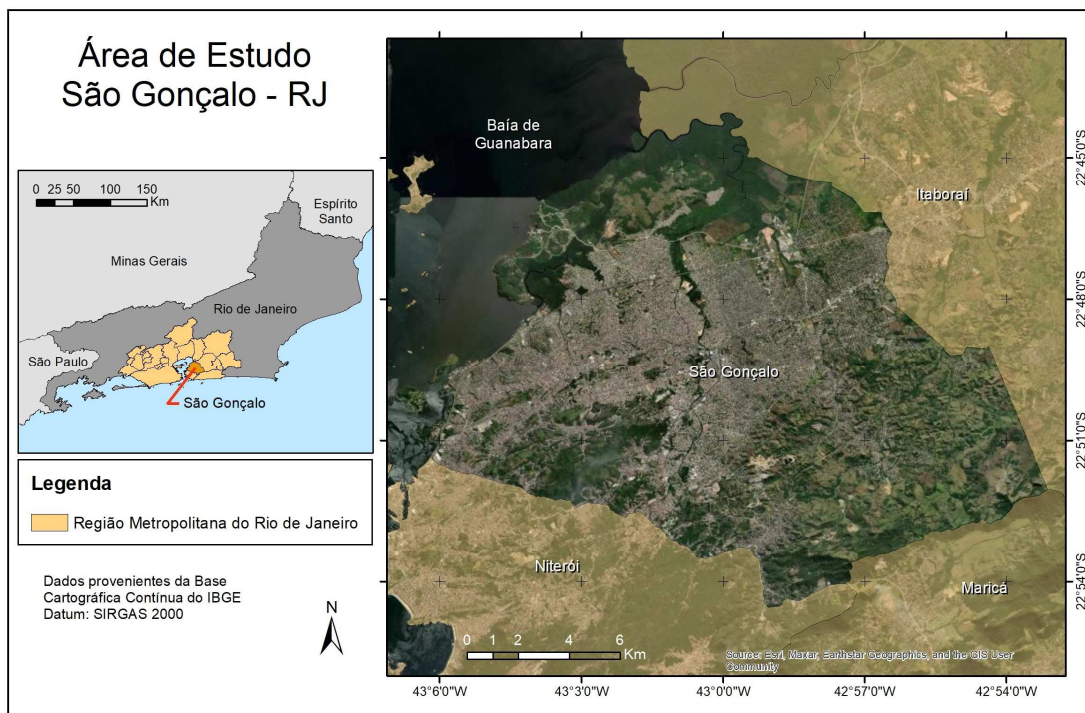 Área de Estudo
São Gonçalo - RJ
0 25 50 100 150
Km
Espírito
Santo
Minas Gerais
Rio de Janeiro
São Paulo
São Gonçalo
Legenda
Região Metropolitana do Rio de Janeiro
Dados provenientes da Base
Cartográfica Contínua do IBGE
Datum: SIRGAS 2000
N
Baía de
Guanabara
Itaboraí
São Gonçalo
Niterói
Maricá
0 1 2 4 6
Km
Source: Esri, Maxar, Earthstar Geographics, and the GIS User
Community
22°45'0"S
22°48'0"S
22°51'0"S
22°54'0"S
43°6'0"W 43°3'0"W 43°0'0"W 42°57'0"W 42°54'0"W